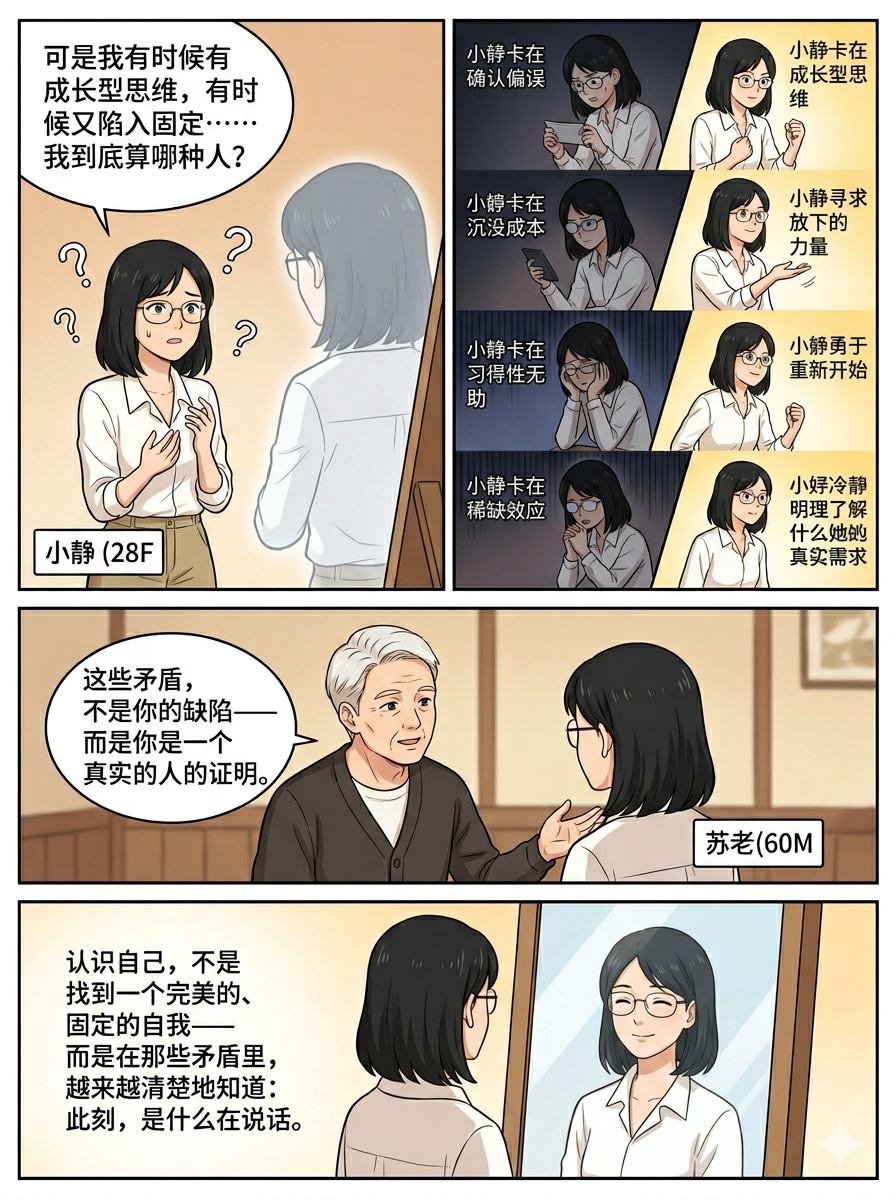 可是我有时候有
成长型思维，有时
候又陷入固定……
我到底算哪种人？
小静 (28F
小静卡在
确认偏误
小静卡在
成长型思
维
小静卡在
沉没成本
小静寻求
放下的
力量
小静卡在
习得性无
助
小静勇于
重新开始
小静卡在
稀缺效应
小好冷静
明理了解
什么她的
真实需求
这些矛盾，
不是你的缺陷——
而是你是一个
真实的人的证明。
苏老(60M
认识自己，不是
找到一个完美的、
固定的自我——
而是在那些矛盾里，
越来越清楚地知道：
此刻，是什么在说话。